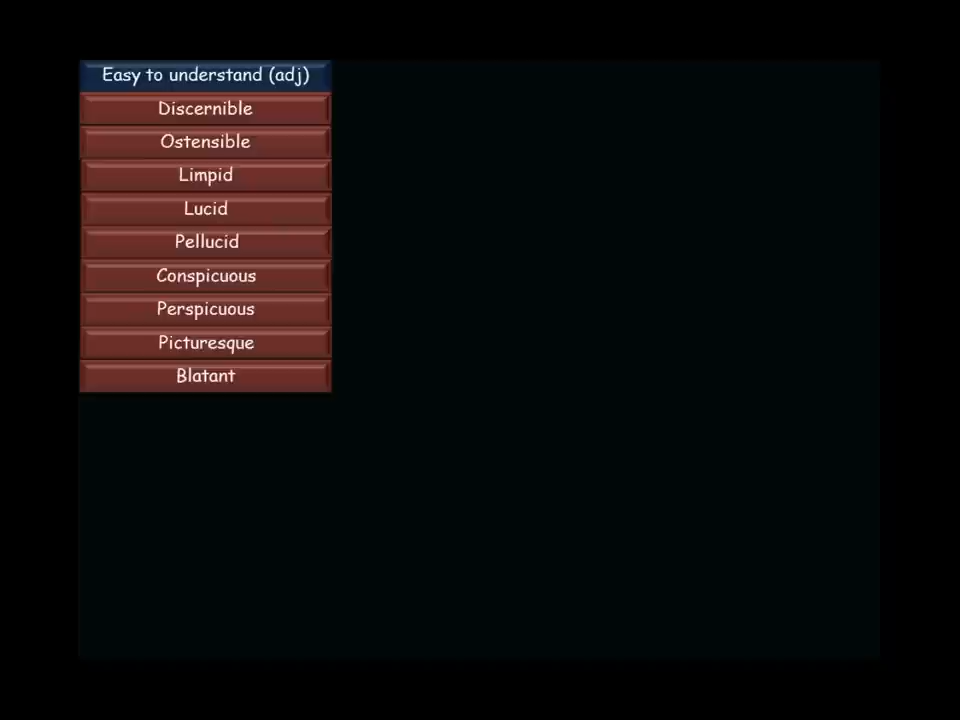 Easy to understand (adj)
Discernible
Ostensible
Limpid
Lucid
Pellucid
Conspicuous
Perspicuous
Picturesque
Blatant